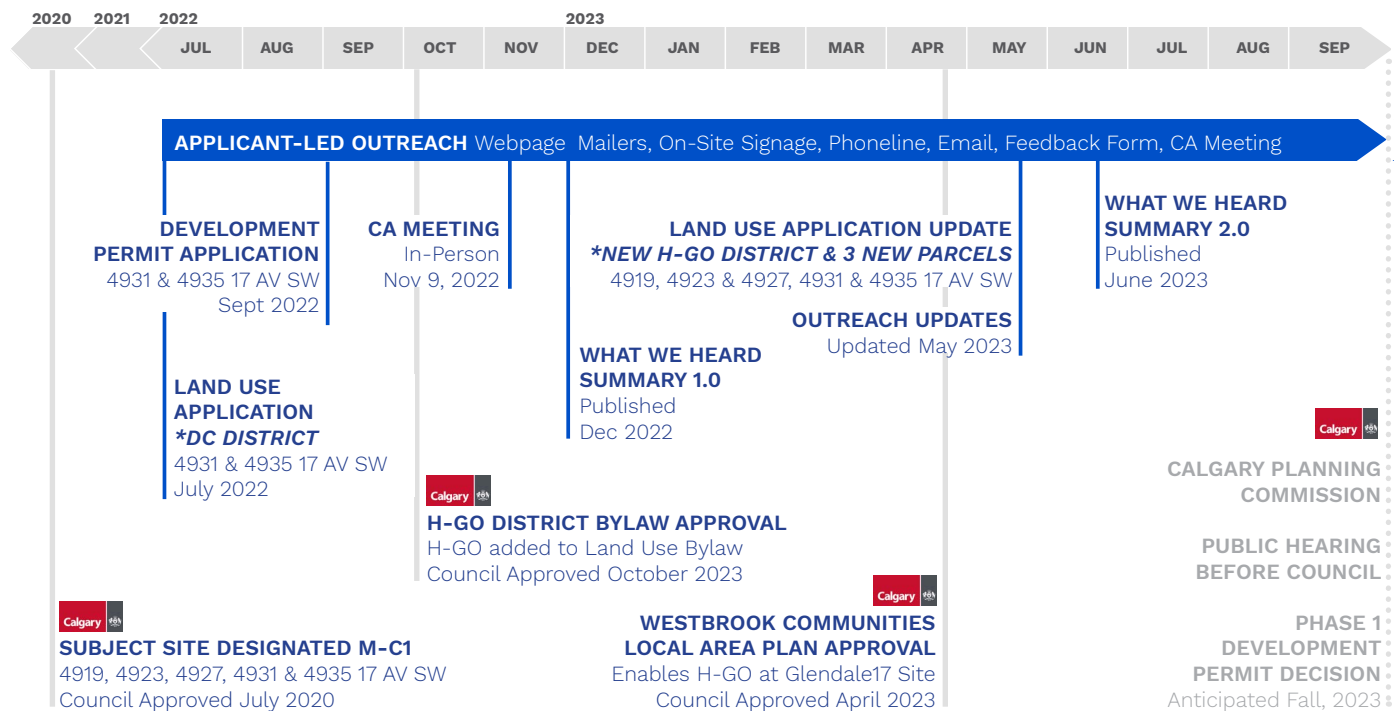 2020 2021 2022 2023
JUL AUG SEP OCT NOV DEC JAN FEB MAR APR MAY JUN JUL AUG SEP
APPLICANT-LED OUTREACH Webpage Mailers, On-Site Signage, Phoneline, Email, Feedback Form, CA Meeting
DEVELOPMENT
PERMIT APPLICATION
4931 & 4935 17 AV SW
Sept 2022
CA MEETING
In-Person
Nov 9, 2022
LAND USE APPLICATION UPDATE
*NEW H-GO DISTRICT & 3 NEW PARCELS
4919, 4923 & 4927, 4931 & 4935 17 AV SW
OUTREACH UPDATES
Updated May 2023
WHAT WE HEARD
SUMMARY 2.0
Published
June 2023
WHAT WE HEARD
SUMMARY 1.0
Published
Dec 2022
LAND USE
APPLICATION
*DC DISTRICT
4931 & 4935 17 AV SW
July 2022
Calgary
H-GO DISTRICT BYLAW APPROVAL
H-GO added to Land Use Bylaw
Council Approved October 2023
Calgary
SUBJECT SITE DESIGNATED M-C1
4919, 4923, 4927, 4931 & 4935 17 AV SW
Council Approved July 2020
Calgary
WESTBROOK COMMUNITIES
LOCAL AREA PLAN APPROVAL
Enables H-GO at Glendale17 Site
Council Approved April 2023
Calgary
CALGARY PLANNING
COMMISSION
PUBLIC HEARING
BEFORE COUNCIL
PHASE 1
DEVELOPMENT
PERMIT DECISION
Anticipated Fall, 2023